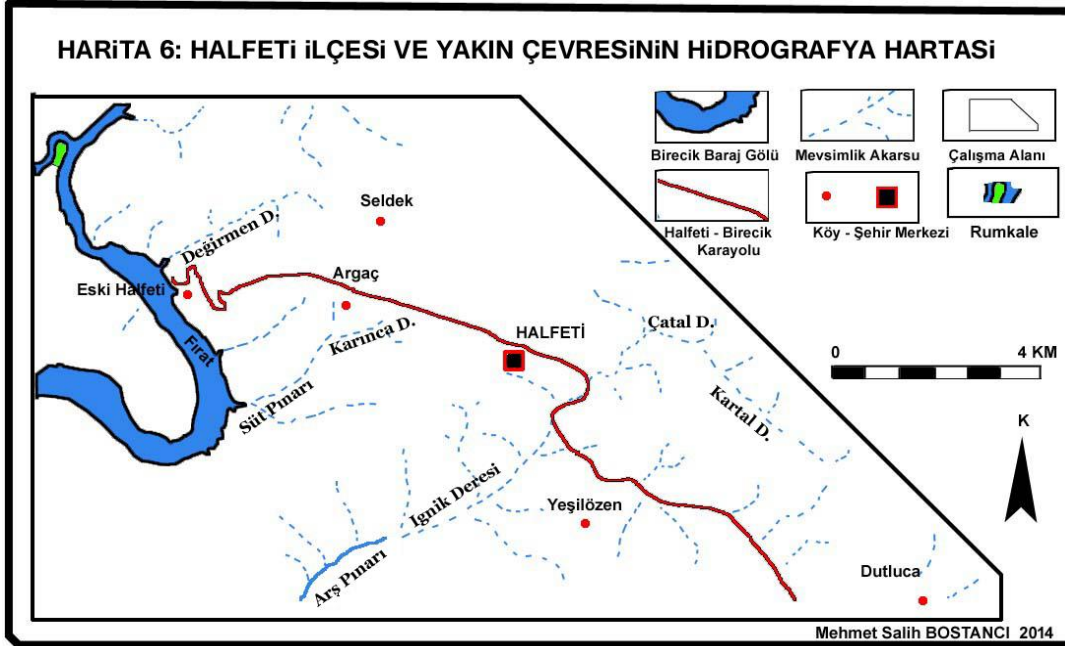 HARiTA 6: HALFETi iLÇESi VE YAKIN ÇEVRESiNiN HiDROGRAFYA HARTASi
Birecik Baraj Gölü
Mevsimlik Akarsu
Çalışma Alanı
Halfeti - Birecik
Karayolu
Köy - Şehir Merkezi
Rumkale
Seldek
Değirmen D.
Eski Halfeti
Argaç
Karınca D.
HALFETİ
Çatal D.
Fırat
0 4 KM
Süt Pınarı
Kartal D.
K
Ignik Deresi
Yeşilözen
Arş Pınarı
Dutluca
Mehmet Salih BOSTANCI 2014